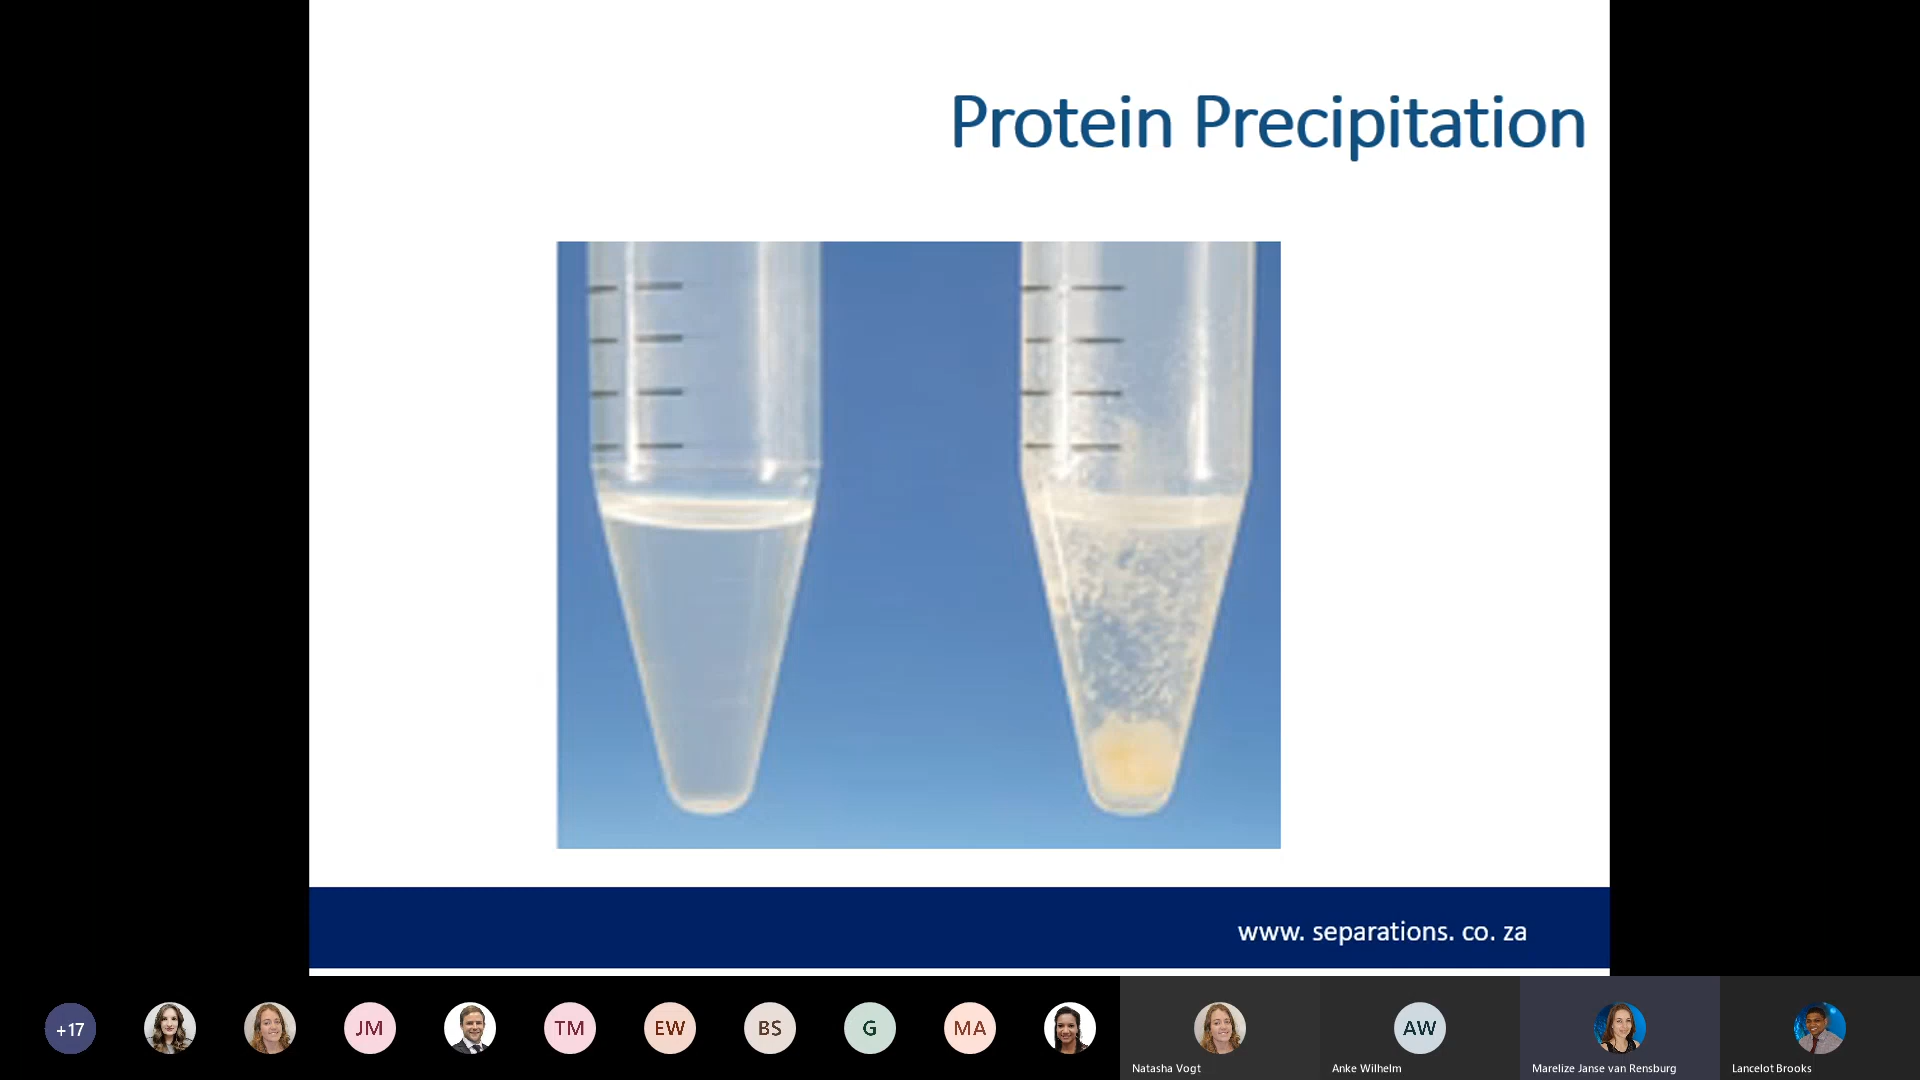 Protein Precipitation
www. separations. co. za
+17
JM
TM
EW
BS
G
MA
AW
Natasha Vogt
Anke Wilhelm
Marelize Janse van Rensburg
Lancelot Brooks